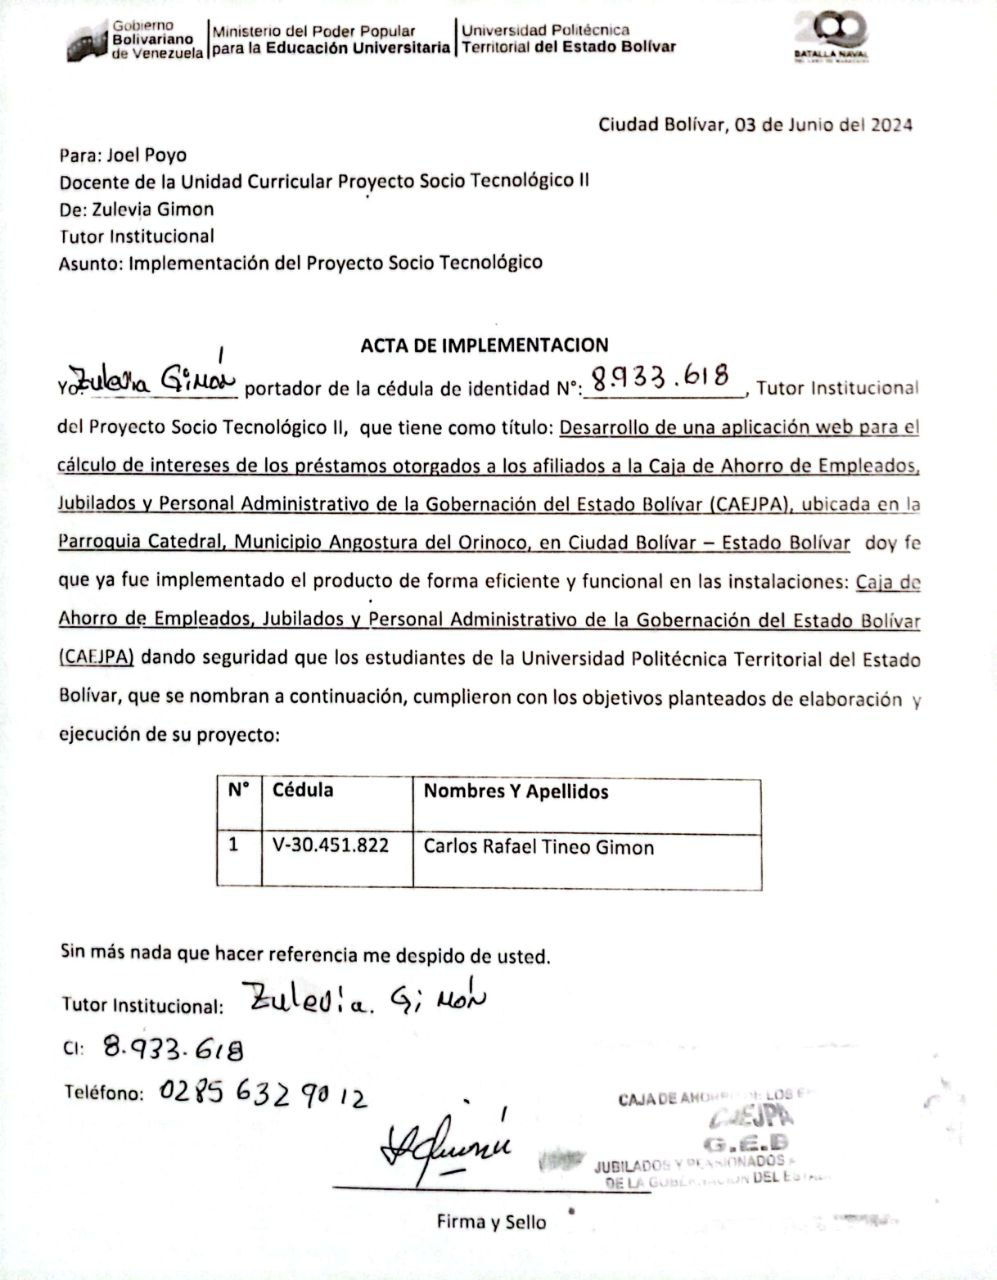 Gobierno
Bolivariano
de Venezuela
Ministerio del Poder Popular
para la Educación Universitaria
Universidad Politécnica
Territorial del Estado Bolívar
200
BATALLA NAVAL
Ciudad Bolívar, 03 de Junio del 2024
Para: Joel Poyo
Docente de la Unidad Curricular Proyecto Socio Tecnológico II
De: Zulevia Gimon
Tutor Institucional
Asunto: Implementación del Proyecto Socio Tecnológico
ACTA DE IMPLEMENTACION
Yo: Zulevia Gimón portador de la cédula de identidad N°: 8.933.618, Tutor Institucional
del Proyecto Socio Tecnológico II, que tiene como título: Desarrollo de una aplicación web para el
cálculo de intereses de los préstamos otorgados a los afiliados a la Caja de Ahorro de Empleados,
Jubilados y Personal Administrativo de la Gobernación del Estado Bolívar (CAEJPA), ubicada en la
Parroquia Catedral, Municipio Angostura del Orinoco, en Ciudad Bolívar – Estado Bolívar doy fe
que ya fue implementado el producto de forma eficiente y funcional en las instalaciones: Caja de
Ahorro de Empleados, Jubilados y Personal Administrativo de la Gobernación del Estado Bolívar
(CAEJPA) dando seguridad que los estudiantes de la Universidad Politécnica Territorial del Estado
Bolívar, que se nombran a continuación, cumplieron con los objetivos planteados de elaboración y
ejecución de su proyecto:
N° Cédula Nombres Y Apellidos
1 V-30.451.822 Carlos Rafael Tineo Gimon
Sin más nada que hacer referencia me despido de usted.
Tutor Institucional: Zulevia. Gimón
CI: 8.933.618
Teléfono: 0285 632 9012
CAJA DE LOS
CAEJPA
G.E.B
JUBILADOS Y PENSIONADOS
DE LA GOBERNACION DEL
Firma y Sello